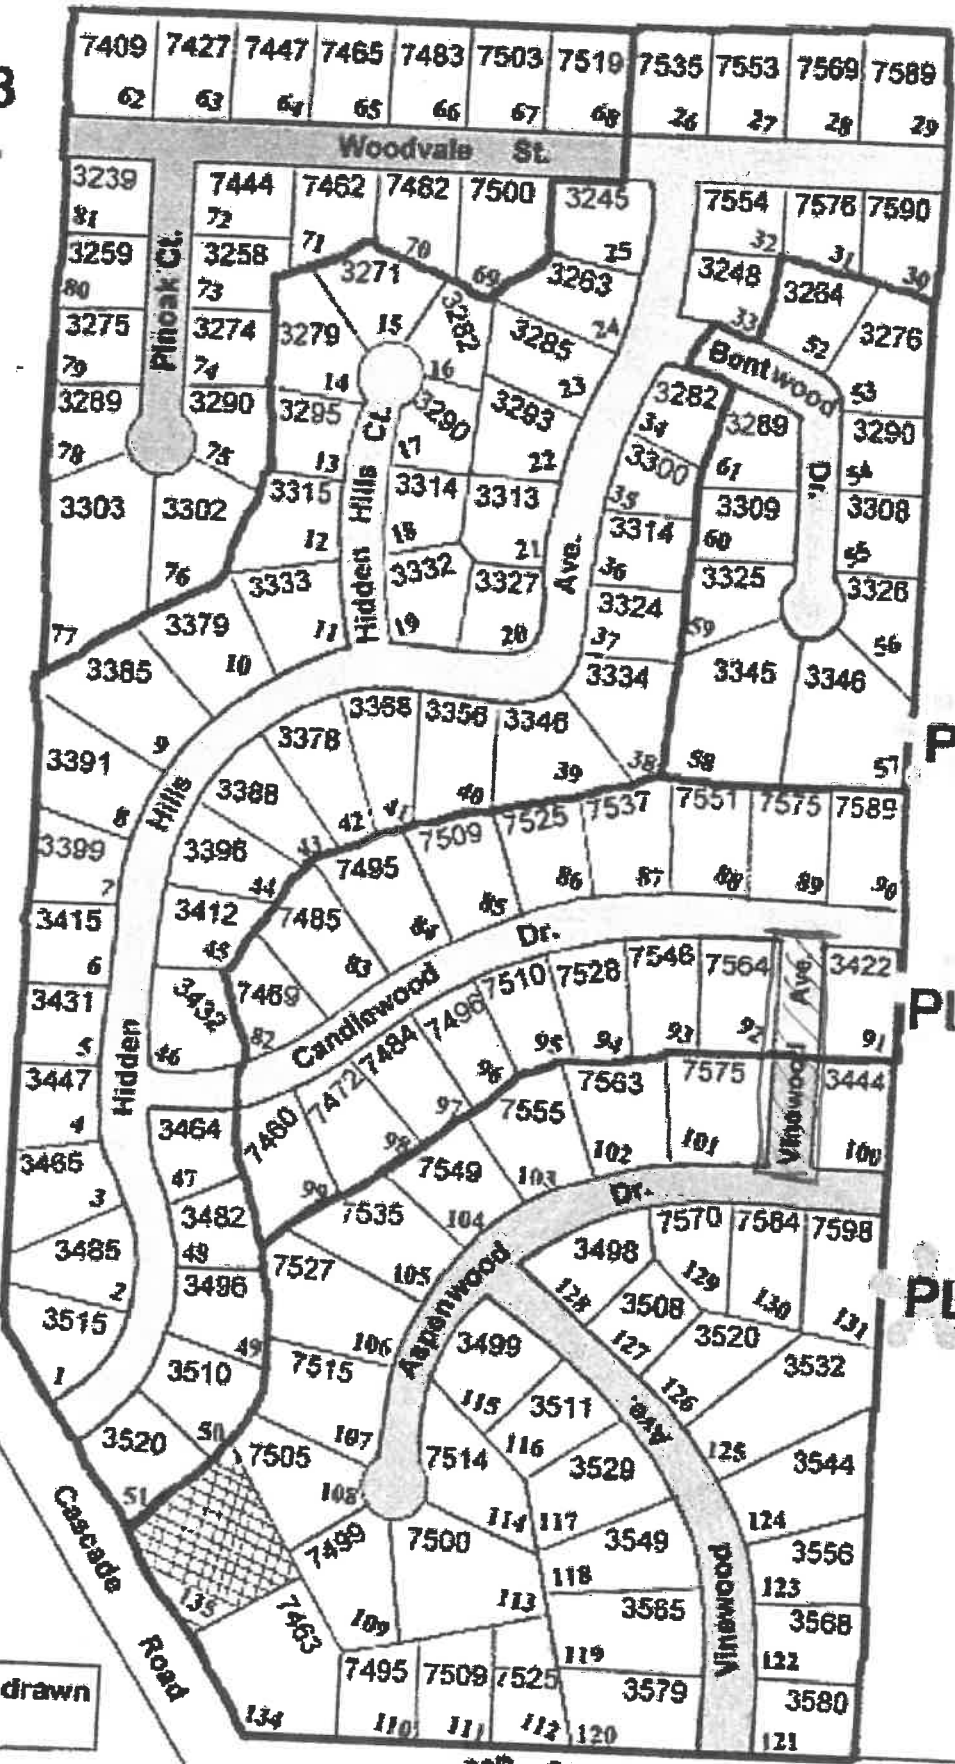 7409 7427 7447 7465 7483 7503 7519 7535 7553 7569 7589
62 63 64 65 66 67 68 26 27 28 29
Woodvale St.
3239 7444 7462 7482 7500 3245 7554 7576 7590
81 72 71 70 69 25 32 31 30
3259 Pinoak Ct. 3258 3271 3263 3248 3264
80 73 15 3282 24 33 52 3276
3275 3274 3279 16 3285 Bentwood Dr.
79 74 14 23 53
3289 3290 3295 3290 3293 3282 3289 3290
78 75 13 17 22 34 61 54
3303 3302 3315 Hidden Hills Ct. 3314 3313 3300 3309 3308
76 12 18 21 35 60 55
3333 3332 3327 Ave. 3314 3325 3326
77 3379 11 19 20 36 59 56
3385 10 3324 3345 3346
37 3334
9 3368 3356 3346 38 58 57
3391 3378 39
8 Hills 3388 42 41 40 P
3399 3396 43 7495 7509 7525 7537 7551 7575 7589
7 44 84 85 86 87 88 89 90
3415 3412 7485 Dr.
6 45 83 7510 7528 7546 7564 Ave. 3422
3431 3432 7469 Candlewood 7496 PL
5 46 82 7484 96 95 94 93 92 91
3447 Hidden 7472 7563 7575 Vinewood 3444
4 3464 7460 97 7555 102 101 100
3465 98 7549 103
3 47 99 Dr.
3485 3482 7535 104 7570 7584 7598
2 48 7527 105 3498 129 130 131
3515 3496 Aspenwood 128 3508 PL
1 49 106 3499 127 3520
3510 7515 115 3511 126 3532
3520 50 7505 107 116 Ave. 125
51 108 7514 3529 3544
Cascade 7499 7500 114 117 3549 124
135 118 3556
7463 109 113 3565 Vinewood 123
Road 3568
119 122
drawn 7495 7509 7525 3579 3580
134 110 111 112 120 121